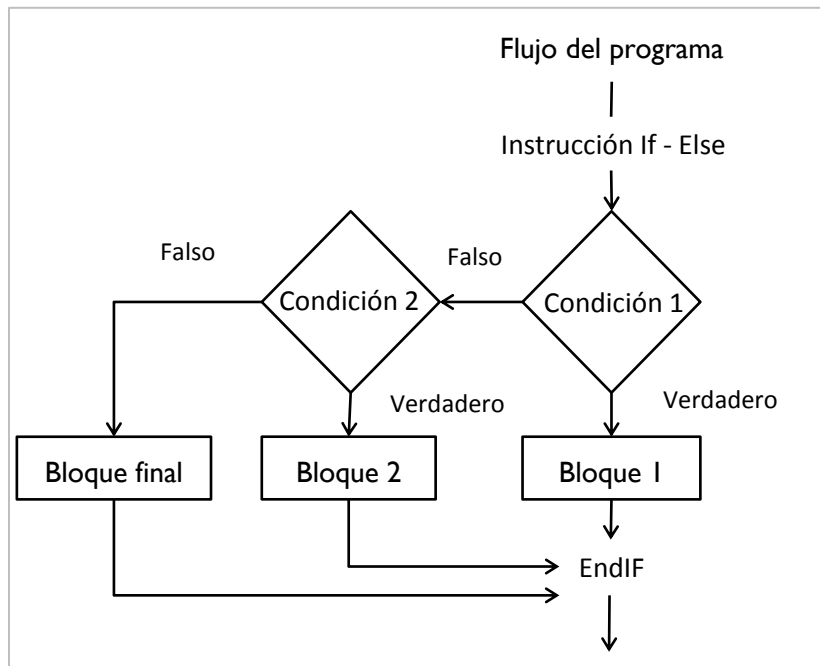 Flujo del programa
Instrucción If - Else
Falso
Falso
Condición 2
Condición 1
Verdadero
Verdadero
Bloque final
Bloque 2
Bloque 1
EndIF